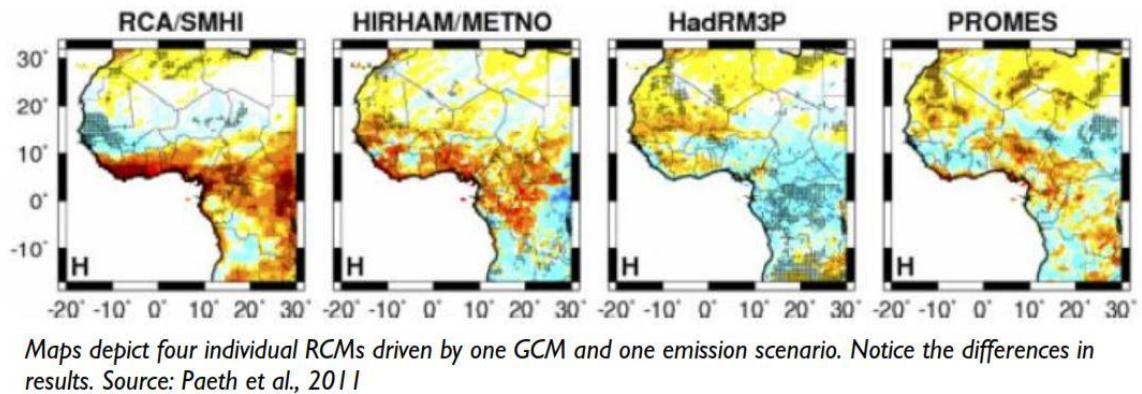 RCA/SMHI HIRHAM/METNO HadRM3P PROMES
30°
20°
10°
0°
-10°
H H H H
-20 -10° 0° 10° 20° 30° -20 -10° 0° 10° 20° 30° -20 -10° 0° 10° 20° 30° -20 -10° 0° 10° 20° 30°
Maps depict four individual RCMs driven by one GCM and one emission scenario. Notice the differences in
results. Source: Paeth et al., 2011